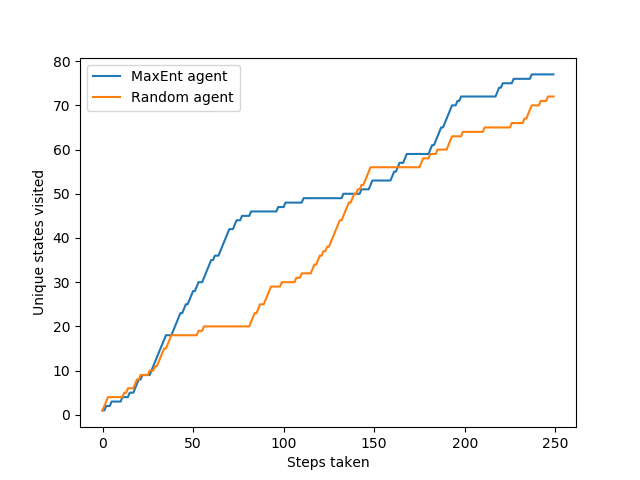 80
70
60
50
40
30
20
10
0
Unique states visited
MaxEnt agent
Random agent
0 50 100 150 200 250
Steps taken